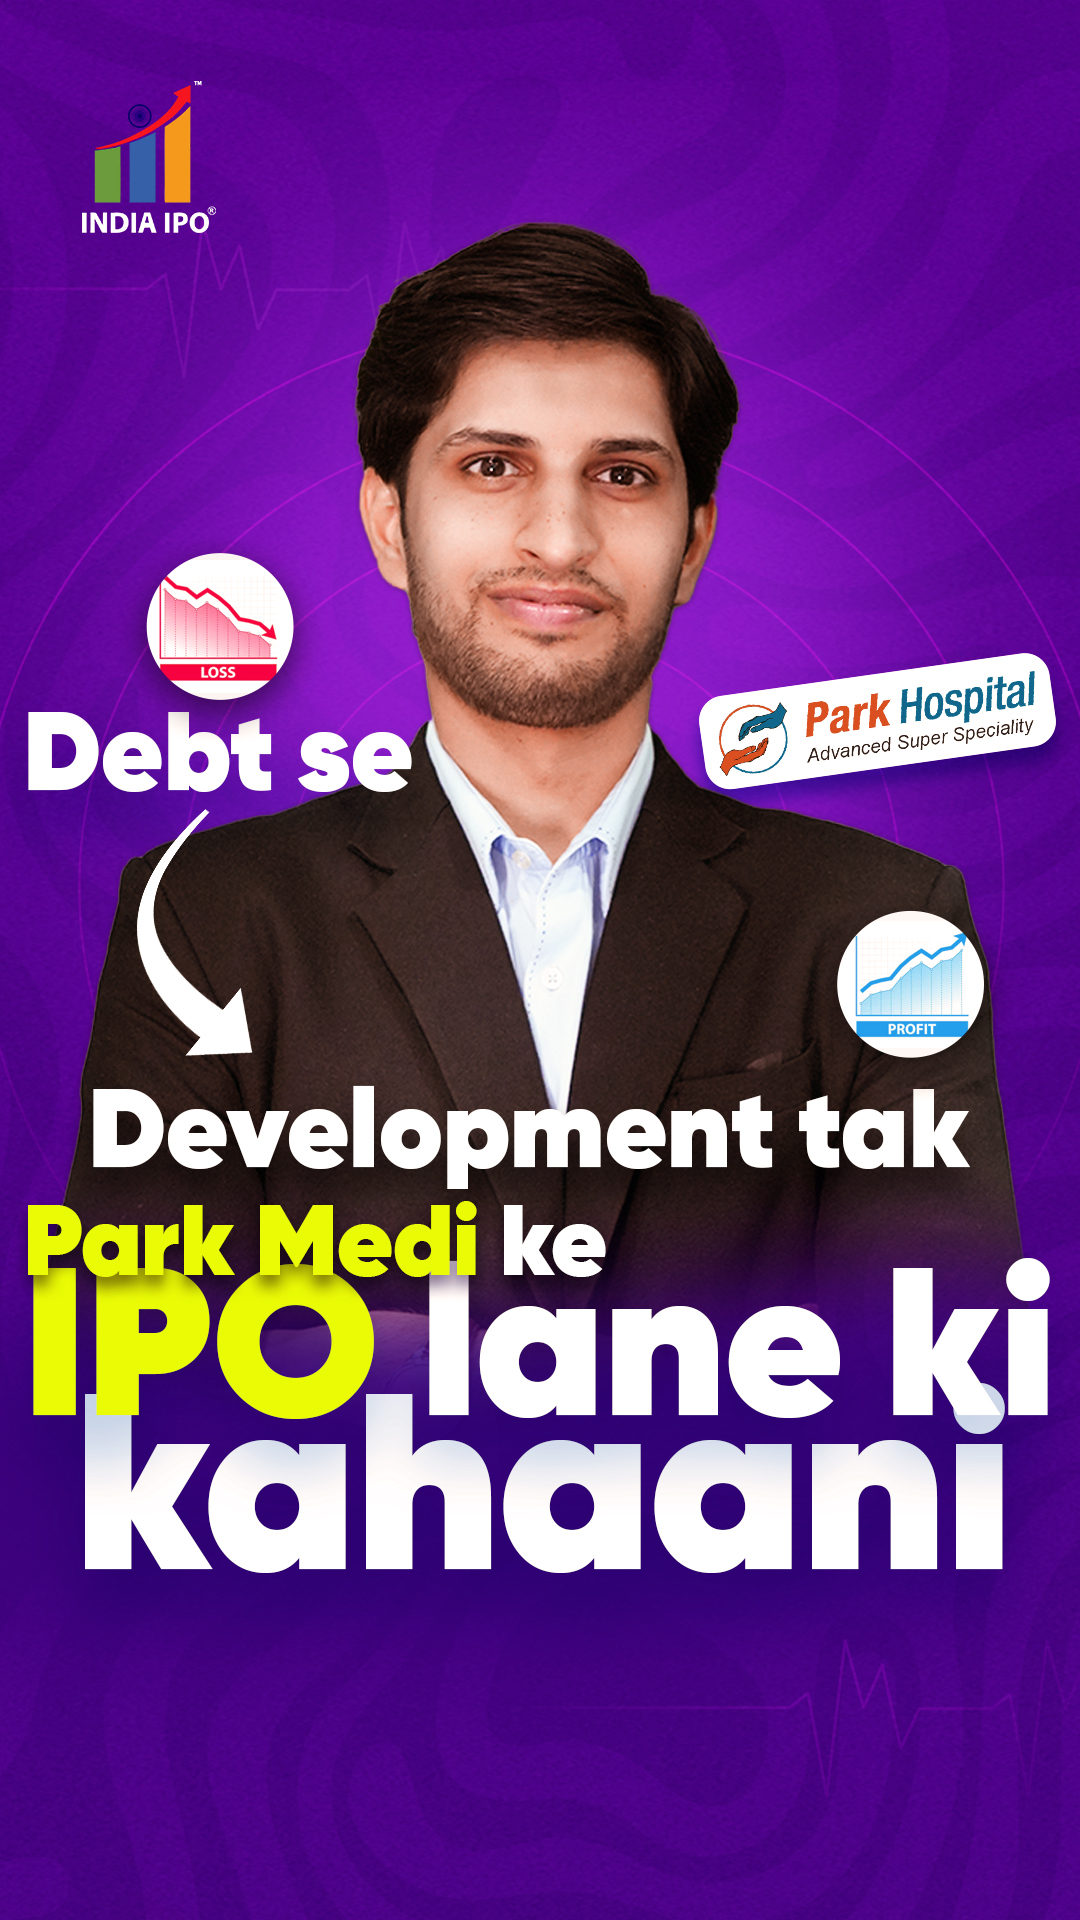 ™
INDIA IPO®
LOSS
Debt se
Park Hospital
Advanced Super Speciality
PROFIT
Development tak
Park Medi ke
IPO lane ki
kahaani